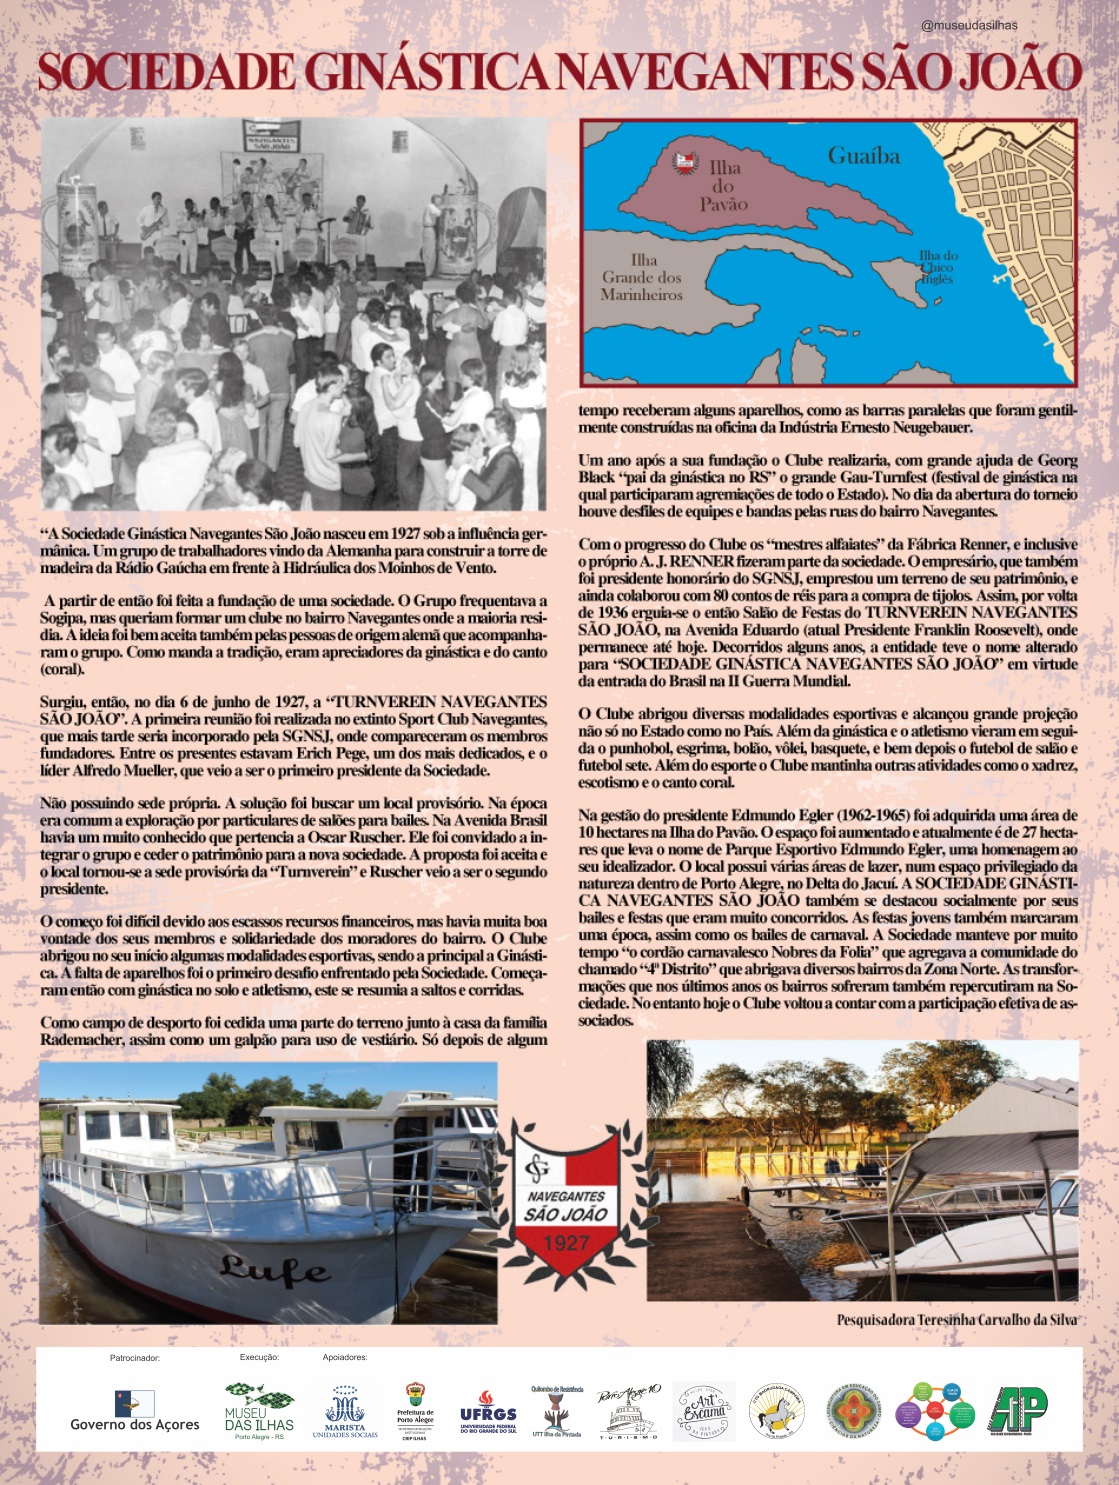 @museudasilhas
SOCIEDADE GINÁSTICA NAVEGANTES SÃO JOÃO
NAVEGANTES
SÃO JOÃO
Guaíba
Ilha
do
Pavão
Ilha
Grande dos
Marinheiros
Ilha do
Chico
Inglês
“A Sociedade Ginástica Navegantes São João nasceu em 1927 sob a influência ger-
mânica. Um grupo de trabalhadores vindo da Alemanha para construir a torre de
madeira da Rádio Gaúcha em frente à Hidráulica dos Moinhos de Vento.
A partir de então foi feita a fundação de uma sociedade. O Grupo frequentava a
Sogipa, mas queriam formar um clube no bairro Navegantes onde a maioria resi-
dia. A ideia foi bem aceita também pelas pessoas de origem alemã que acompanha-
ram o grupo. Como manda a tradição, eram apreciadores da ginástica e do canto
(coral).
Surgiu, então, no dia 6 de junho de 1927, a “TURNVEREIN NAVEGANTES
SÃO JOÃO”. A primeira reunião foi realizada no extinto Sport Club Navegantes,
que mais tarde seria incorporado pela SGNSJ, onde compareceram os membros
fundadores. Entre os presentes estavam Erich Pege, um dos mais dedicados, e o
líder Alfredo Mueller, que veio a ser o primeiro presidente da Sociedade.
Não possuindo sede própria. A solução foi buscar um local provisório. Na época
era comum a exploração por particulares de salões para bailes. Na Avenida Brasil
havia um muito conhecido que pertencia a Oscar Ruscher. Ele foi convidado a in-
tegrar o grupo e ceder o patrimônio para a nova sociedade. A proposta foi aceita e
o local tornou-se a sede provisória da “Turnverein” e Ruscher veio a ser o segundo
presidente.
O começo foi difícil devido aos escassos recursos financeiros, mas havia muita boa
vontade dos seus membros e solidariedade dos moradores do bairro. O Clube
abrigou no seu início algumas modalidades esportivas, sendo a principal a Ginásti-
ca. A falta de aparelhos foi o primeiro desafio enfrentado pela Sociedade. Começa-
ram então com ginástica no solo e atletismo, este se resumia a saltos e corridas.
Como campo de desporto foi cedida uma parte do terreno junto à casa da família
Rademacher, assim como um galpão para uso de vestiário. Só depois de algum
tempo receberam alguns aparelhos, como as barras paralelas que foram gentil-
mente construídas na oficina da Indústria Ernesto Neugebauer.
Um ano após a sua fundação o Clube realizaria, com grande ajuda de Georg
Black “pai da ginástica no RS” o grande Gau-Turnfest (festival de ginástica na
qual participaram agremiações de todo o Estado). No dia da abertura do torneio
houve desfiles de equipes e bandas pelas ruas do bairro Navegantes.
Com o progresso do Clube os “mestres alfaiates” da Fábrica Renner, e inclusive
o próprio A. J. RENNER fizeram parte da sociedade. O empresário, que também
foi presidente honorário do SGNSJ, emprestou um terreno de seu patrimônio, e
ainda colaborou com 80 contos de réis para a compra de tijolos. Assim, por volta
de 1936 erguia-se o então Salão de Festas do TURNVEREIN NAVEGANTES
SÃO JOÃO, na Avenida Eduardo (atual Presidente Franklin Roosevelt), onde
permanece até hoje. Decorridos alguns anos, a entidade teve o nome alterado
para “SOCIEDADE GINÁSTICA NAVEGANTES SÃO JOÃO” em virtude
da entrada do Brasil na II Guerra Mundial.
O Clube abrigou diversas modalidades esportivas e alcançou grande projeção
não só no Estado como no País. Além da ginástica e o atletismo vieram em segui-
da o punhobol, esgrima, bolão, vôlei, basquete, e bem depois o futebol de salão e
futebol sete. Além do esporte o Clube mantinha outras atividades como o xadrez,
escotismo e o canto coral.
Na gestão do presidente Edmundo Egler (1962-1965) foi adquirida uma área de
10 hectares na Ilha do Pavão. O espaço foi aumentado e atualmente é de 27 hecta-
res que leva o nome de Parque Esportivo Edmundo Egler, uma homenagem ao
seu idealizador. O local possui várias áreas de lazer, num espaço privilegiado da
natureza dentro de Porto Alegre, no Delta do Jacuí. A SOCIEDADE GINÁSTI-
CA NAVEGANTES SÃO JOÃO também se destacou socialmente por seus
bailes e festas que eram muito concorridos. As festas jovens também marcaram
uma época, assim como os bailes de carnaval. A Sociedade manteve por muito
tempo “o cordão carnavalesco Nobres da Folia” que agregava a comunidade do
chamado “4º Distrito” que abrigava diversos bairros da Zona Norte. As transfor-
mações que nos últimos anos os bairros sofreram também repercutiram na So-
ciedade. No entanto hoje o Clube voltou a contar com a participação efetiva de as-
sociados.
Lufe
NAVEGANTES
SÃO JOÃO
1927
Pesquisadora Teresinha Carvalho da Silva
Patrocinador:
Execução:
Apoiadores:
Governo dos Açores
MUSEU
DAS ILHAS
Porto Alegre - RS
MARISTA
UNIDADES SOCIAIS
Prefeitura de
Porto Alegre
CRIP ILHAS
UFRGS
UNIVERSIDADE FEDERAL
DO RIO GRANDE DO SUL
Quilombo de Resistência
UTT Ilha da Pintada
Porto Alegre 10
TURISMO
Art'
Escama
AP